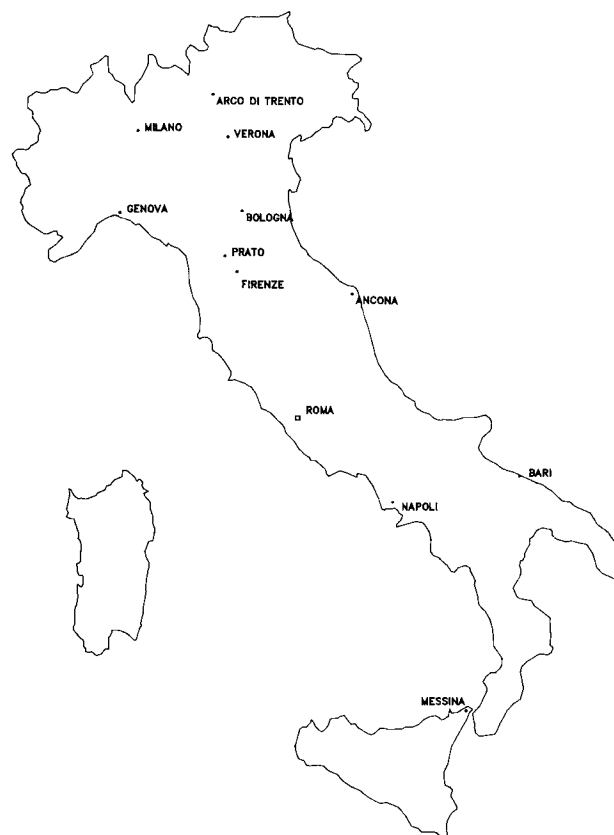 ARCO DI TRENTO
MILANO
VERONA
GENOVA
BOLOGNA
PRATO
FIRENZE
ANCONA
ROMA
BARI
NAPOLI
MESSINA